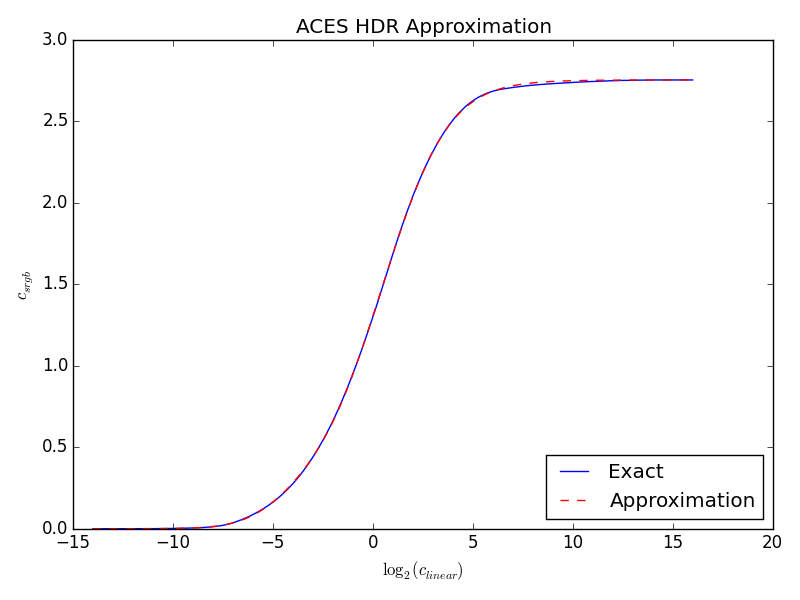 ACES HDR Approximation
3.0
2.5
2.0
1.5
1.0
0.5
0.0
c_srgb
−15 −10 −5 0 5 10 15 20
log₂(c_linear)
Exact
Approximation